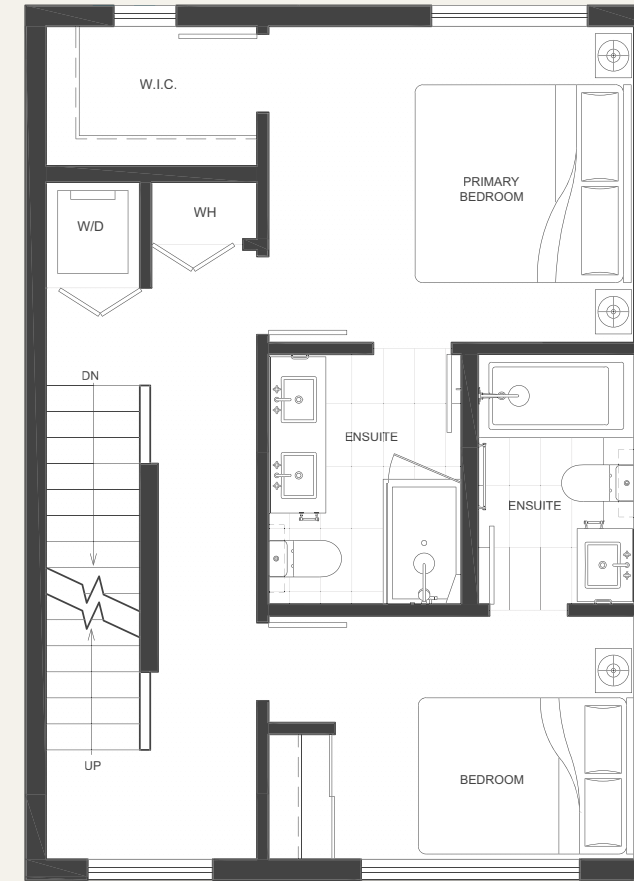 W.I.C.
PRIMARY
BEDROOM
WH
W/D
DN
ENSUITE
ENSUITE
UP
BEDROOM